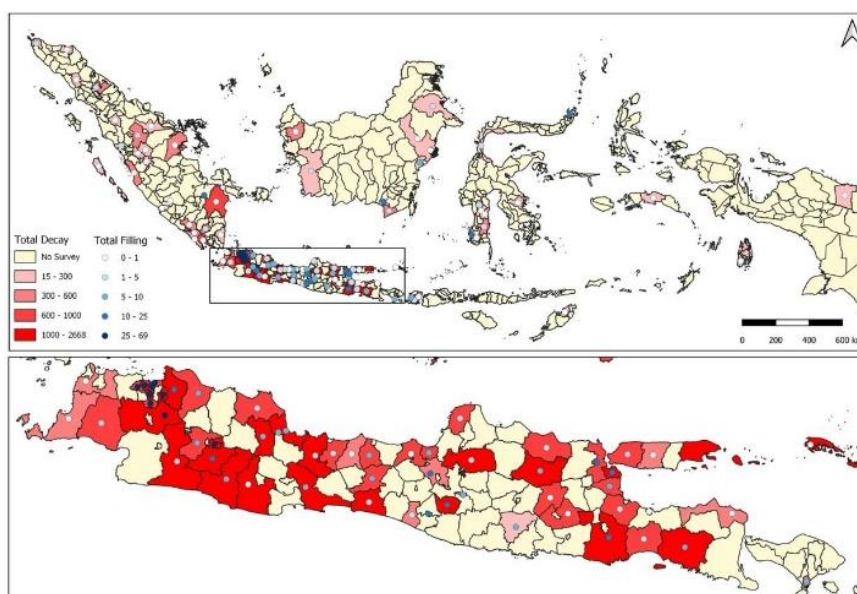 Total Decay
Total Filling
No Survey
0 - 1
15 - 300
1 - 5
300 - 600
5 - 10
600 - 1000
10 - 25
1000 - 2668
25 - 69
0 200 400 600 km